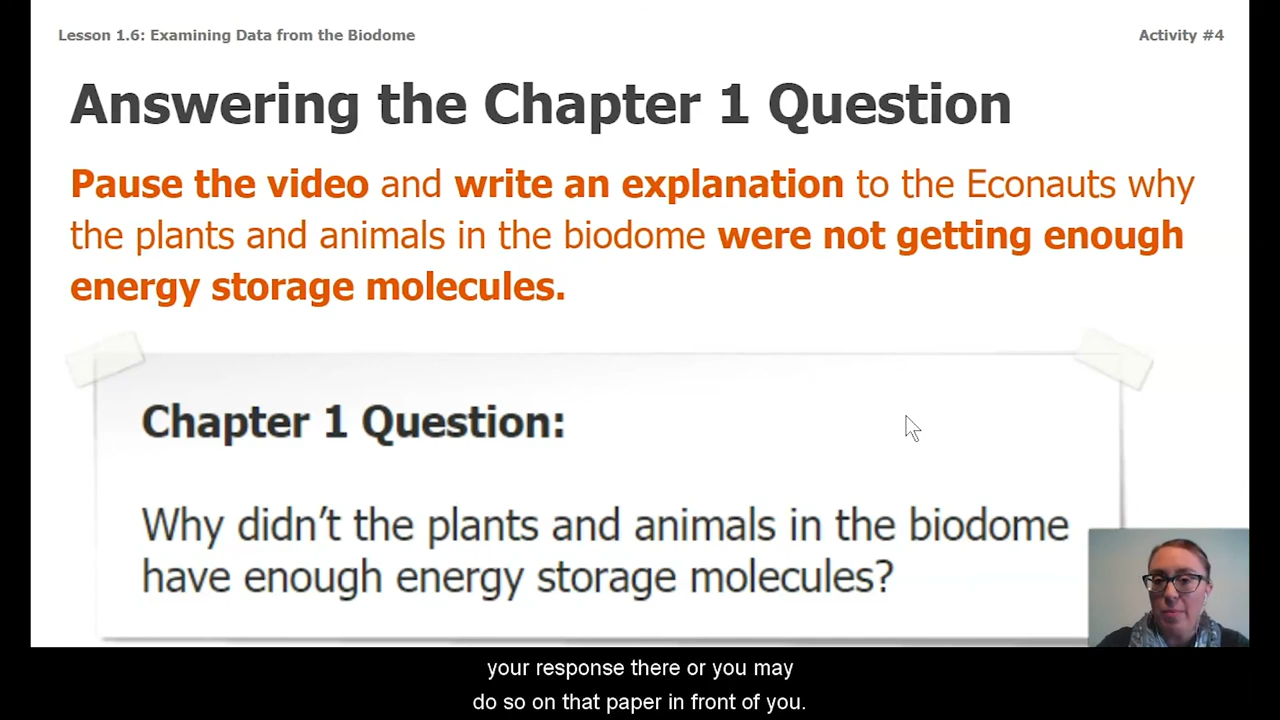 Lesson 1.6: Examining Data from the Biodome
Activity #4
Answering the Chapter 1 Question
Pause the video and write an explanation to the Econauts why
the plants and animals in the biodome were not getting enough
energy storage molecules.
Chapter 1 Question:
Why didn’t the plants and animals in the biodome
have enough energy storage molecules?
your response there or you may
do so on that paper in front of you.